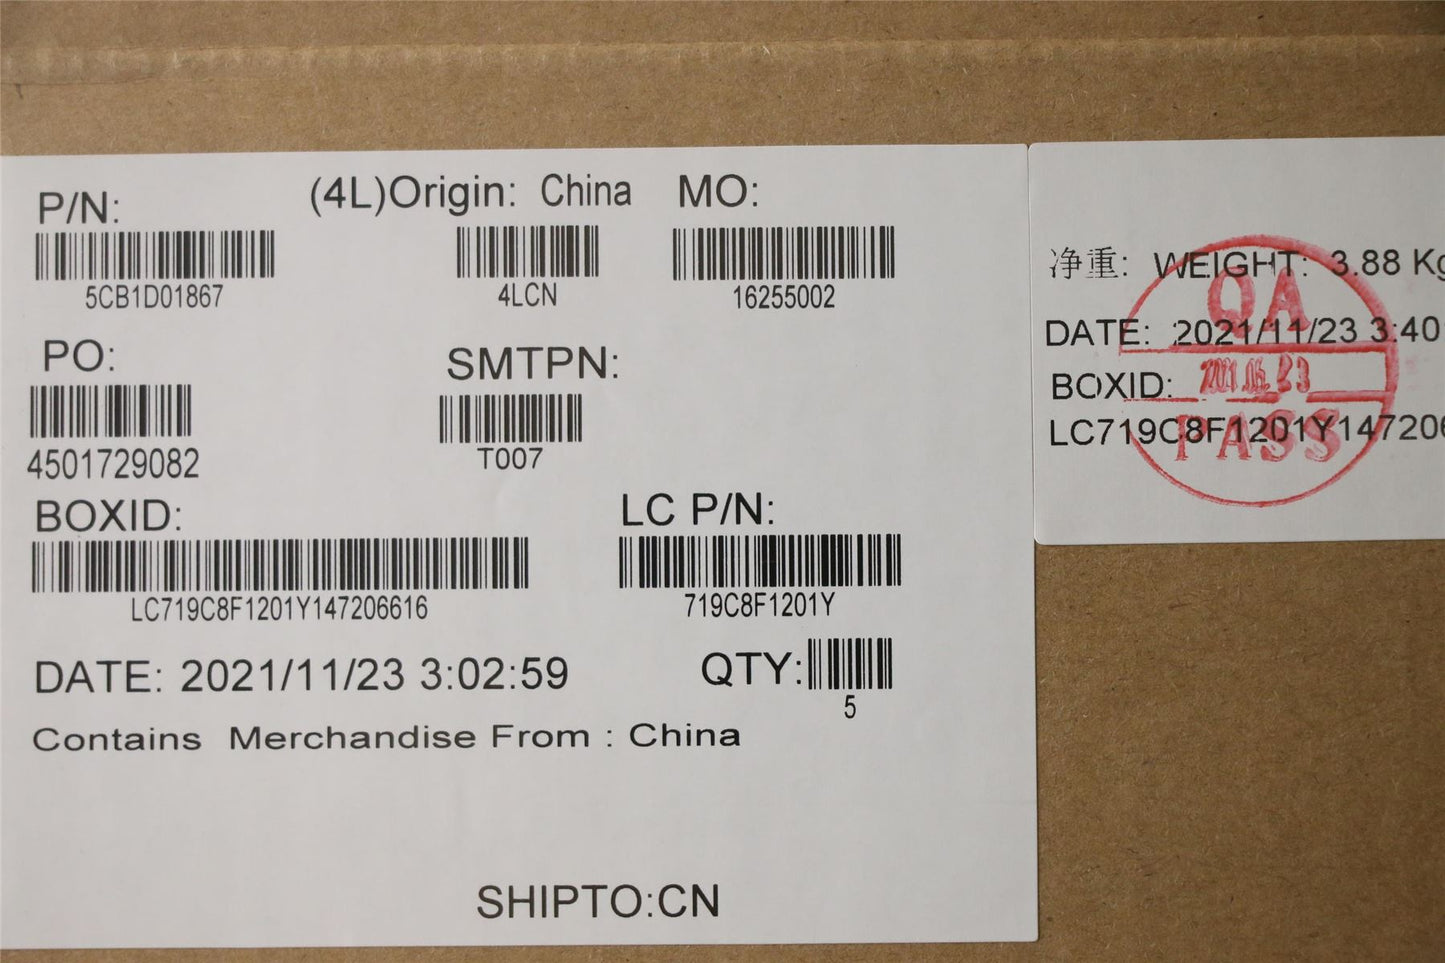 P/N:
(4L)Origin: China
MO:
5CB1D01867
4LCN
16255002
PO:
SMTPN:
4501729082
T007
BOXID:
LC P/N:
LC719C8F1201Y147206616
719C8F1201Y
DATE: 2021/11/23 3:02:59
QTY:
5
Contains Merchandise From : China
SHIPTO:CN
净重: WEIGHT: 3.88 Kg
DATE: 2021/11/23 3:40
BOXID:
LC719C8F1201Y147206
QA
PASS